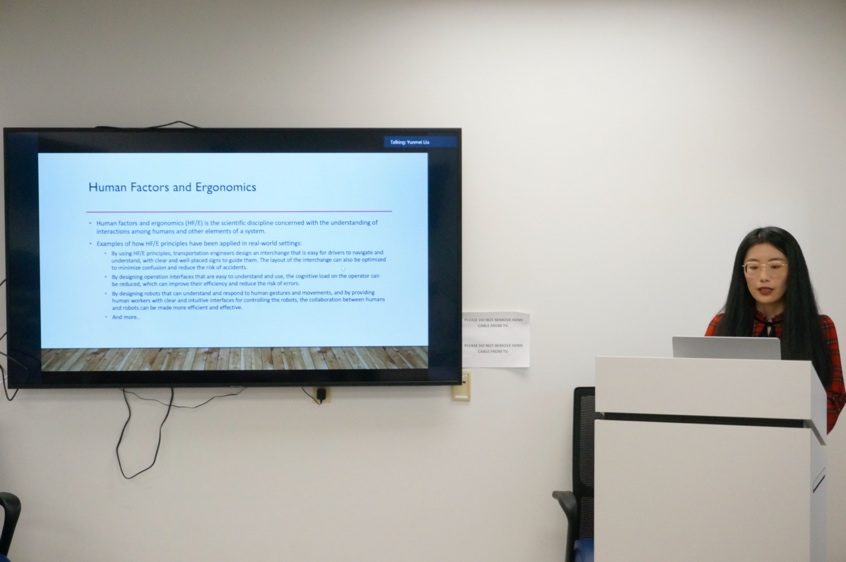 Talking: Yunmei Liu
Human Factors and Ergonomics
• Human factors and ergonomics (HF/E) is the scientific discipline concerned with the understanding of
interactions among humans and other elements of a system.
• Examples of how HF/E principles have been applied in real-world settings:
• By using HF/E principles, transportation engineers design an interchange that is easy for drivers to navigate and
understand, with clear and well-placed signs to guide them. The layout of the interchange can also be optimized
to minimize confusion and reduce the risk of accidents.
• By designing operation interfaces that are easy to understand and use, the cognitive load on the operator can
be reduced, which can improve their efficiency and reduce the risk of errors.
• By designing robots that can understand and respond to human gestures and movements, and by providing
human workers with clear and intuitive interfaces for controlling the robots, the collaboration between humans
and robots can be made more efficient and effective.
• And more.
PLEASE DO NOT REMOVE HDMI
CABLE FROM TV.
PLEASE DO NOT REMOVE HDMI
CABLE FROM TV.